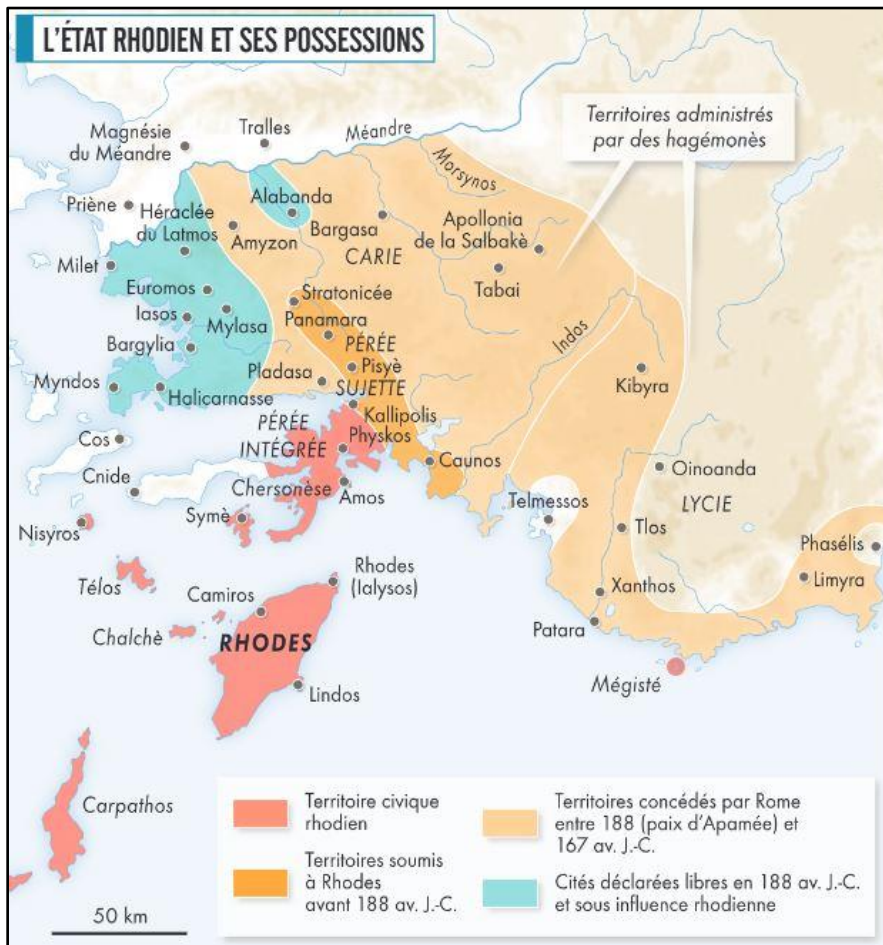 L'ÉTAT RHODIEN ET SES POSSESSIONS
Territoires administrés
par des hagémonès
Magnésie
du Méandre
Tralles
Méandre
Morsynos
Priène
Héraclée
du Latmos
Alabanda
Amyzon
Bargasa
CARIE
Apollonia
de la Salbakè
Tabai
Milet
Euromos
Iasos
Mylasa
Stratonicée
Panamara
Indos
Bargylia
PÉRÉE
Pisyè
Pladasa
SUJETTE
Kibyra
Myndos
Halicarnasse
Kallipolis
PÉRÉE
INTÉGRÉE
Physkos
Cos
Caunos
Oinoanda
Cnide
Chersonèse
Amos
Telmessos
LYCIE
Nisyros
Symè
Tlos
Phasélis
Télos
Rhodes
(Ialysos)
Camiros
Xanthos
Limyra
Chalchè
RHODES
Patara
Lindos
Mégisté
Carpathos
50 km
Territoire civique
rhodien
Territoires soumis
à Rhodes
avant 188 av. J.-C.
Territoires concédés par Rome
entre 188 (paix d'Apamée) et
167 av. J.-C.
Cités déclarées libres en 188 av. J.-C.
et sous influence rhodienne